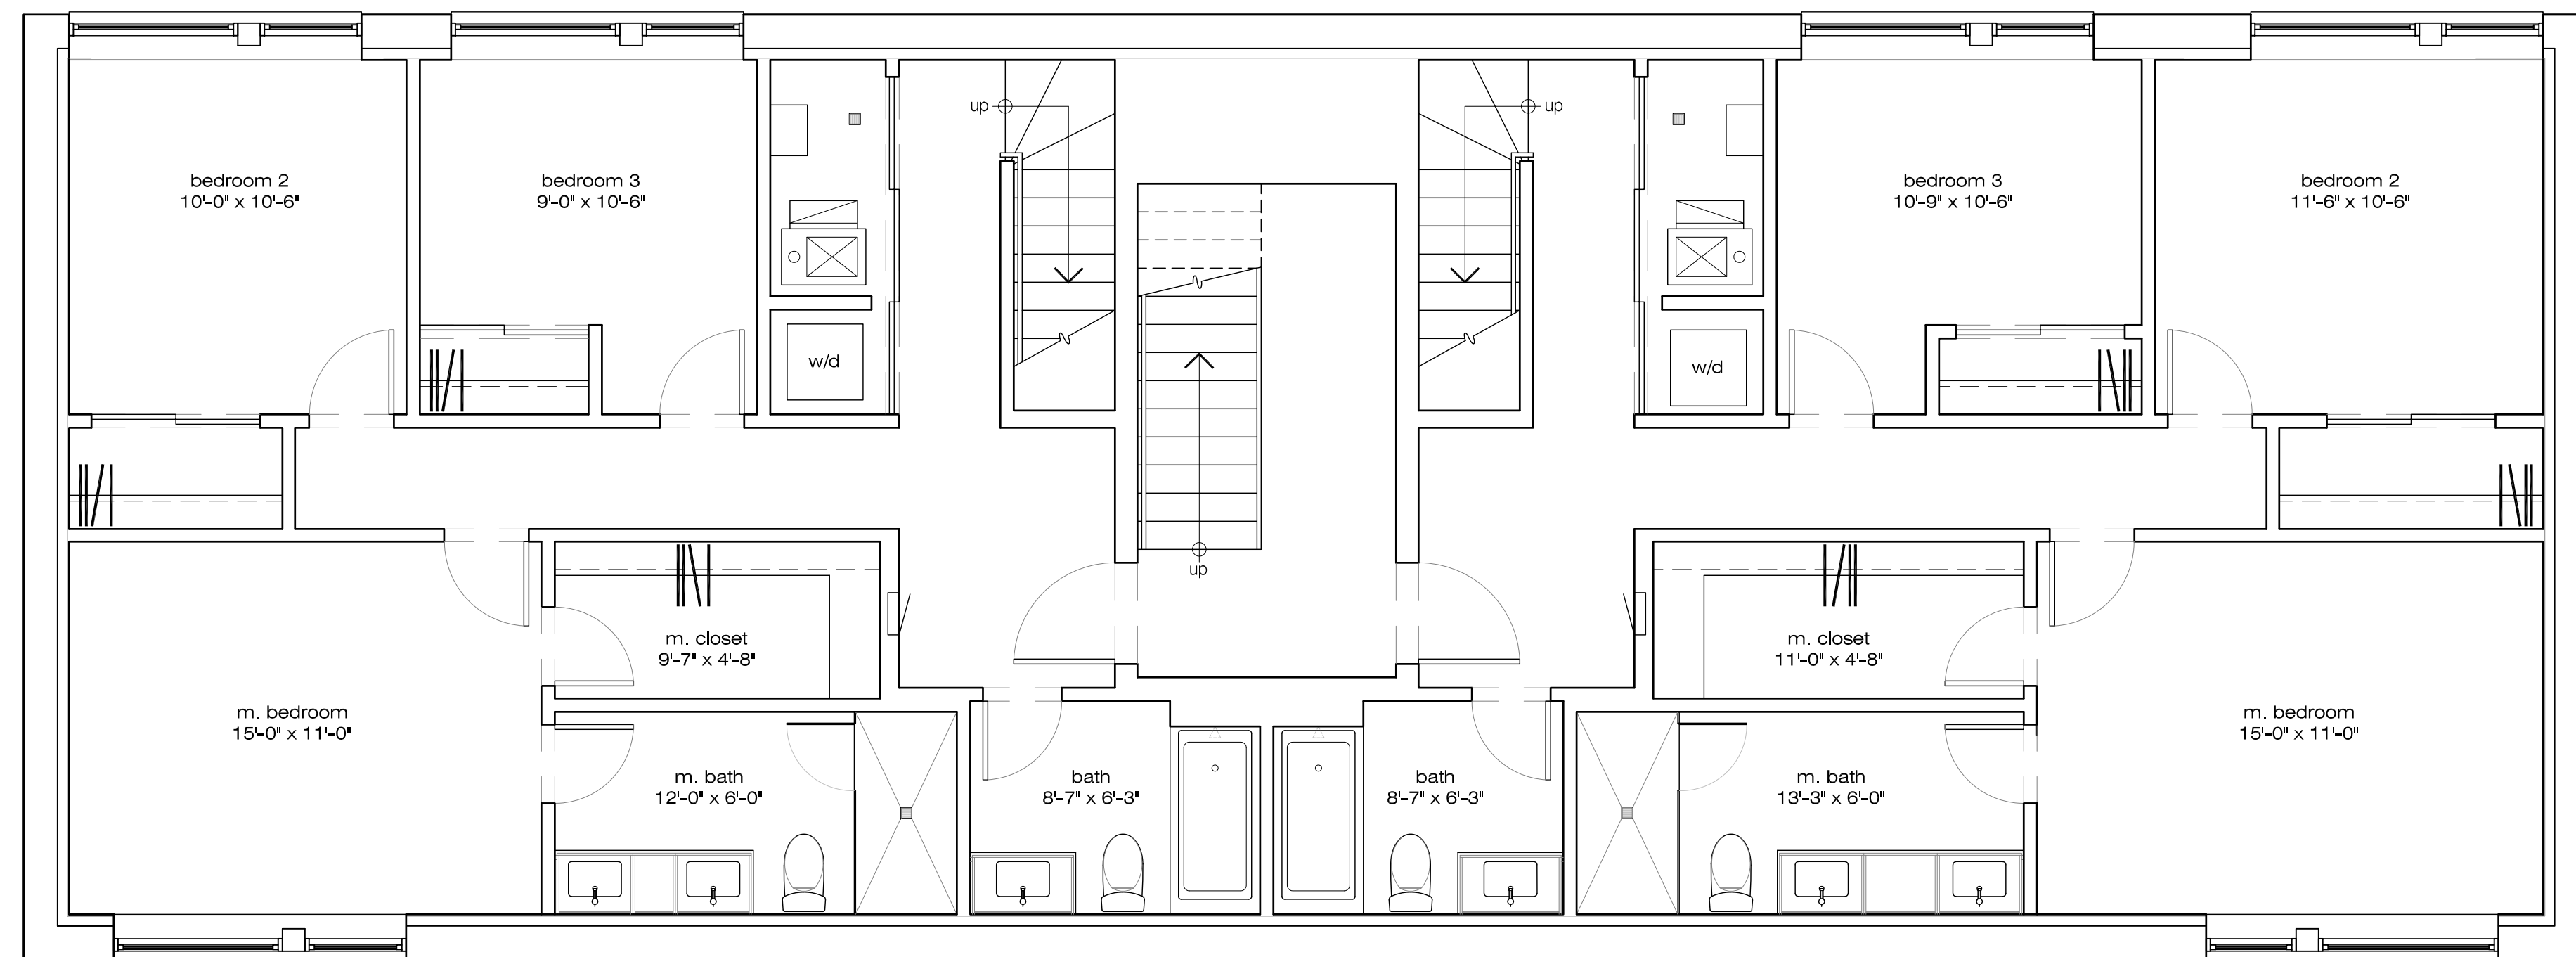 up
up
bedroom 2
10'-0" x 10'-6"
bedroom 3
9'-0" x 10'-6"
bedroom 3
10'-9" x 10'-6"
bedroom 2
11'-6" x 10'-6"
w/d
w/d
up
m. closet
9'-7" x 4'-8"
m. closet
11'-0" x 4'-8"
m. bedroom
15'-0" x 11'-0"
m. bedroom
15'-0" x 11'-0"
m. bath
12'-0" x 6'-0"
bath
8'-7" x 6'-3"
bath
8'-7" x 6'-3"
m. bath
13'-3" x 6'-0"